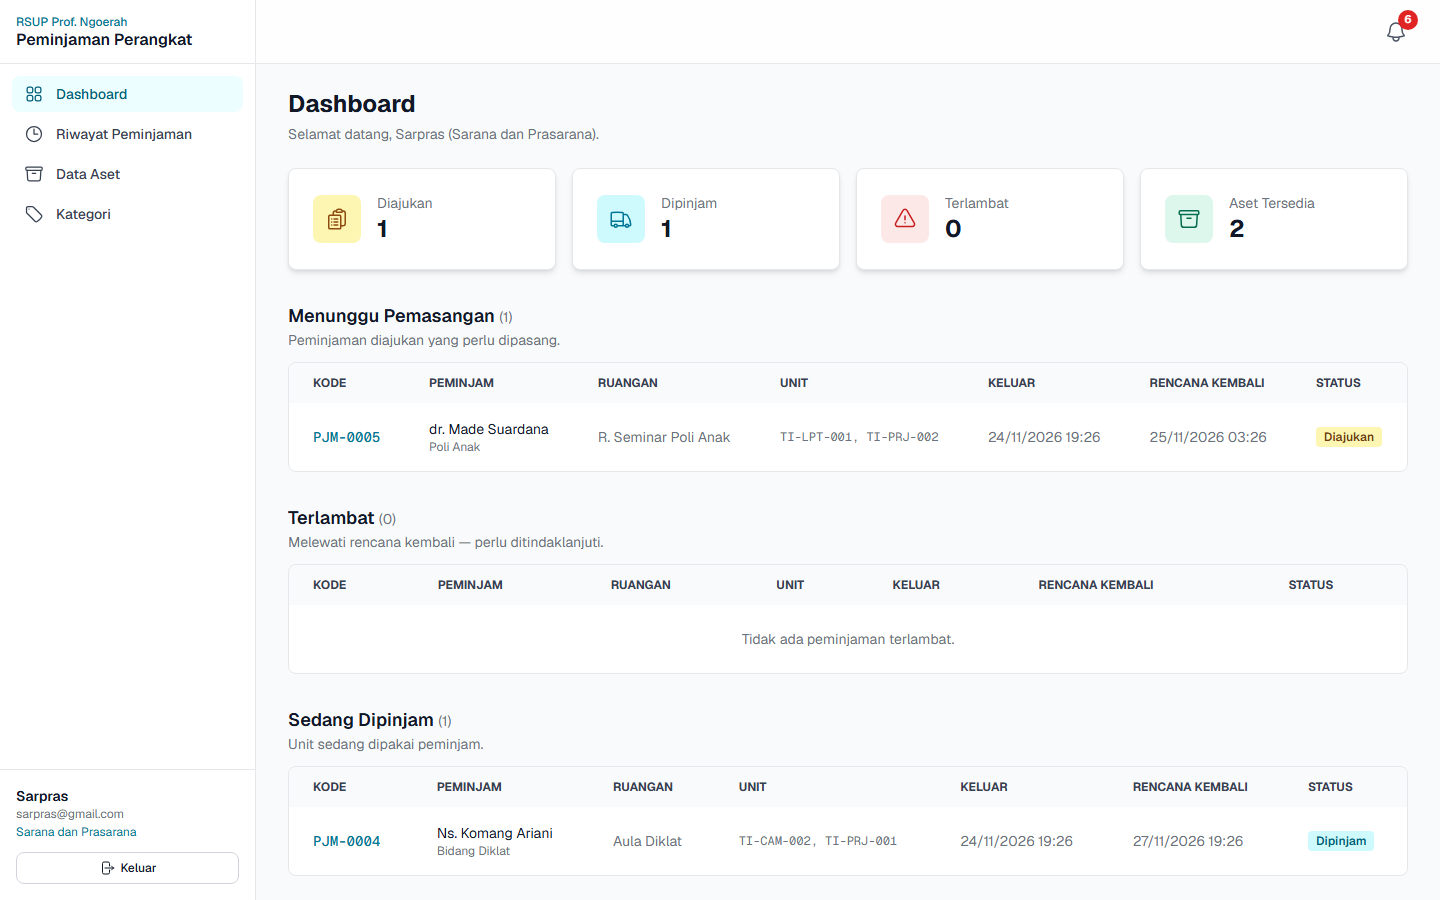 RSUP Prof. Ngoerah
Peminjaman Perangkat
6
Dashboard
Riwayat Peminjaman
Data Aset
Kategori
Dashboard
Selamat datang, Sarpras (Sarana dan Prasarana).
Diajukan
1
Dipinjam
1
Terlambat
0
Aset Tersedia
2
Menunggu Pemasangan (1)
Peminjaman diajukan yang perlu dipasang.
KODE PEMINJAM RUANGAN UNIT KELUAR RENCANA KEMBALI STATUS
PJM-0005 dr. Made Suardana R. Seminar Poli Anak TI-LPT-001, TI-PRJ-002 24/11/2026 19:26 25/11/2026 03:26 Diajukan
Poli Anak
Terlambat (0)
Melewati rencana kembali — perlu ditindaklanjuti.
KODE PEMINJAM RUANGAN UNIT KELUAR RENCANA KEMBALI STATUS
Tidak ada peminjaman terlambat.
Sedang Dipinjam (1)
Unit sedang dipakai peminjam.
KODE PEMINJAM RUANGAN UNIT KELUAR RENCANA KEMBALI STATUS
PJM-0004 Ns. Komang Ariani Aula Diklat TI-CAM-002, TI-PRJ-001 24/11/2026 19:26 27/11/2026 19:26 Dipinjam
Bidang Diklat
Sarpras
sarpras@gmail.com
Sarana dan Prasarana
Keluar